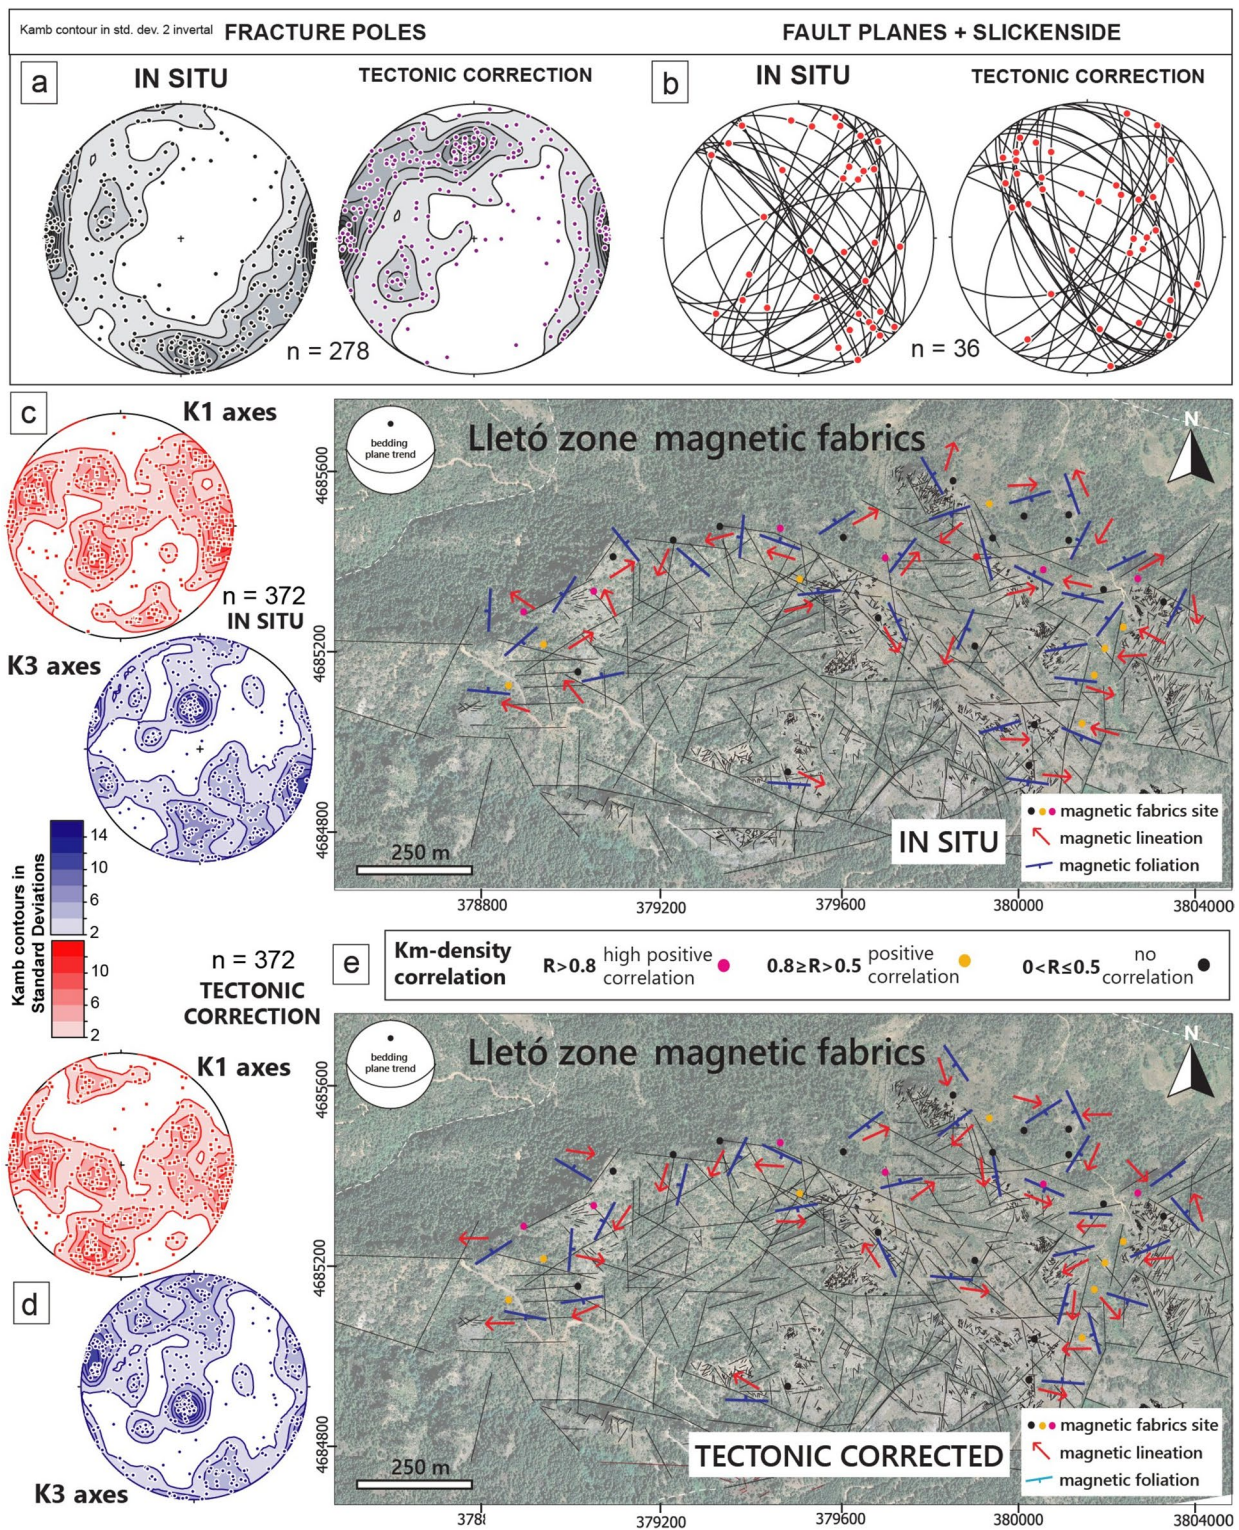 Kamb contour in std. dev. 2 invertal FRACTURE POLES
FAULT PLANES + SLICKENSIDE
a
IN SITU
TECTONIC CORRECTION
n = 278
b
IN SITU
TECTONIC CORRECTION
n = 36
c
K1 axes
n = 372
IN SITU
K3 axes
Kamb contours in
Standard Deviations
14
10
6
2
10
6
2
n = 372
TECTONIC
CORRECTION
K1 axes
d
K3 axes
bedding
plane trend
Lletó zone magnetic fabrics
N
4685600
4685200
4684800
250 m
IN SITU
magnetic fabrics site
magnetic lineation
magnetic foliation
378800
379200
379600
380000
3804000
e
Km-density
correlation
R>0.8
high positive
correlation
0.8≥R>0.5
positive
correlation
0<R≤0.5
no
correlation
bedding
plane trend
Lletó zone magnetic fabrics
N
4685600
4685200
4684800
250 m
TECTONIC CORRECTED
magnetic fabrics site
magnetic lineation
magnetic foliation
378
379200
379600
380000
3804000